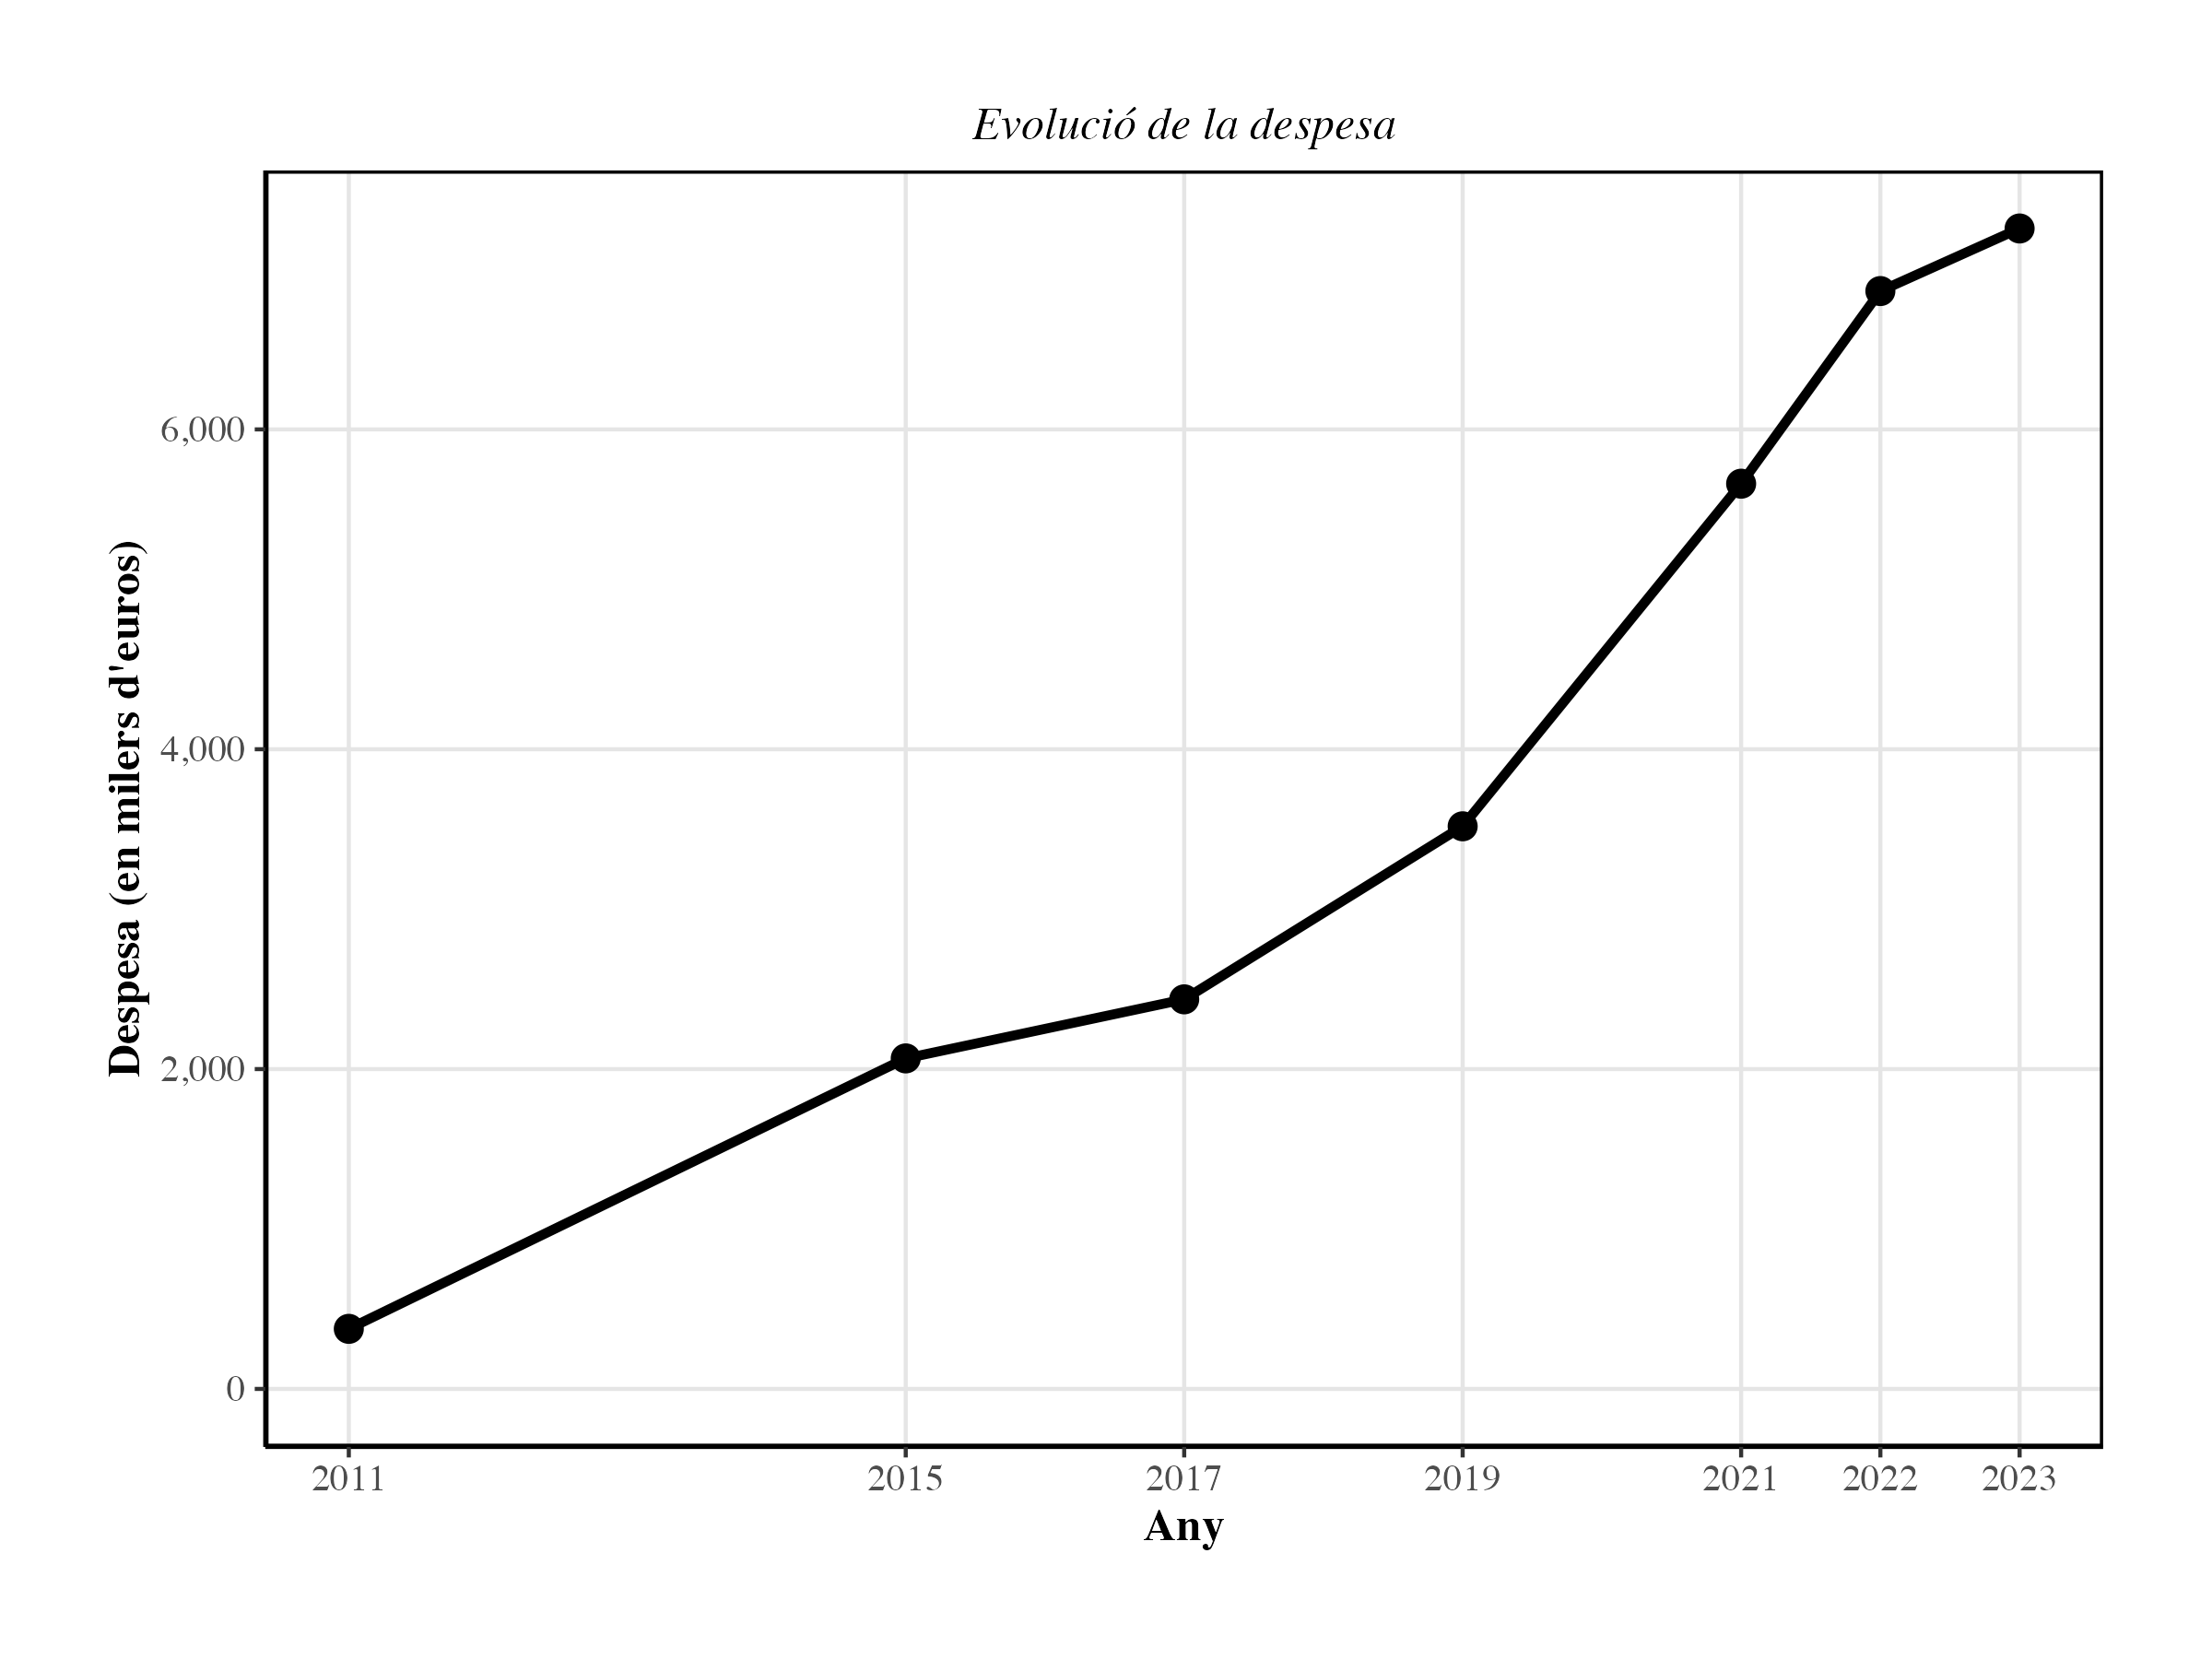 Evolució de la despesa
Despesa (en milers d'euros)
6,000
4,000
2,000
0
2011 2015 2017 2019 2021 2022 2023
Any